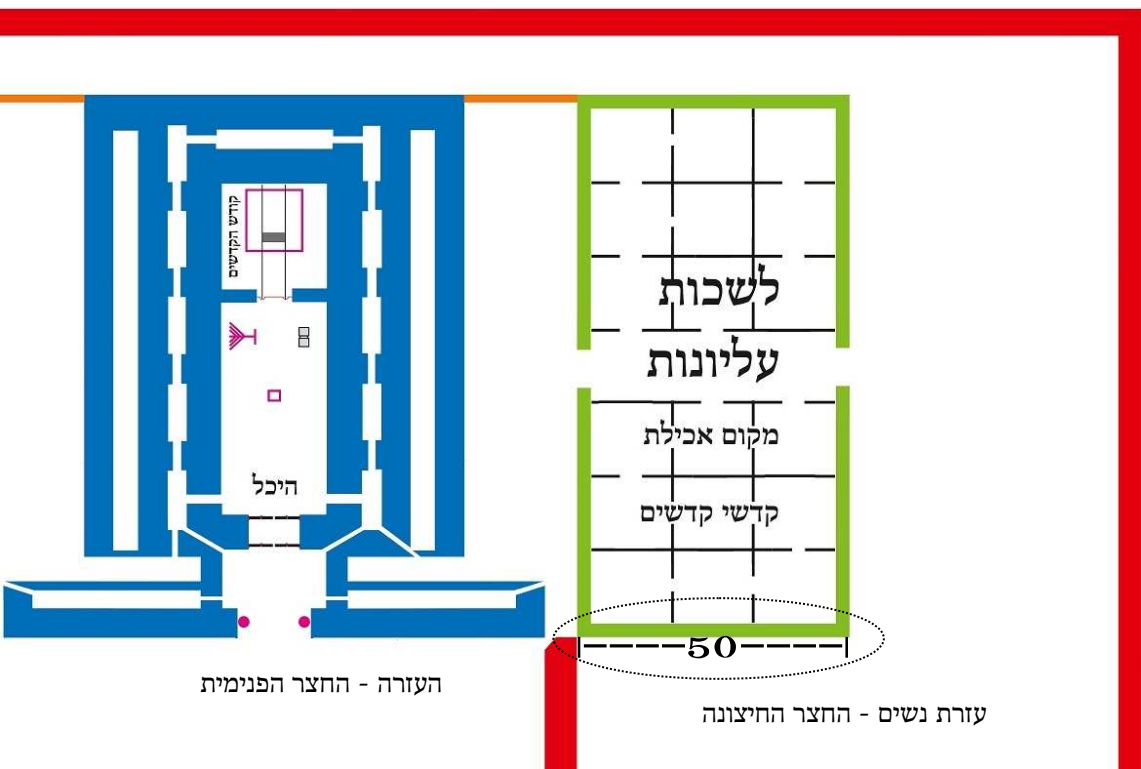 קודש הקדשים
לשכות
עליונות
מקום אכילת
קדשי קדשים
היכל
50
העזרה - החצר הפנימית
עזרת נשים - החצר החיצונה